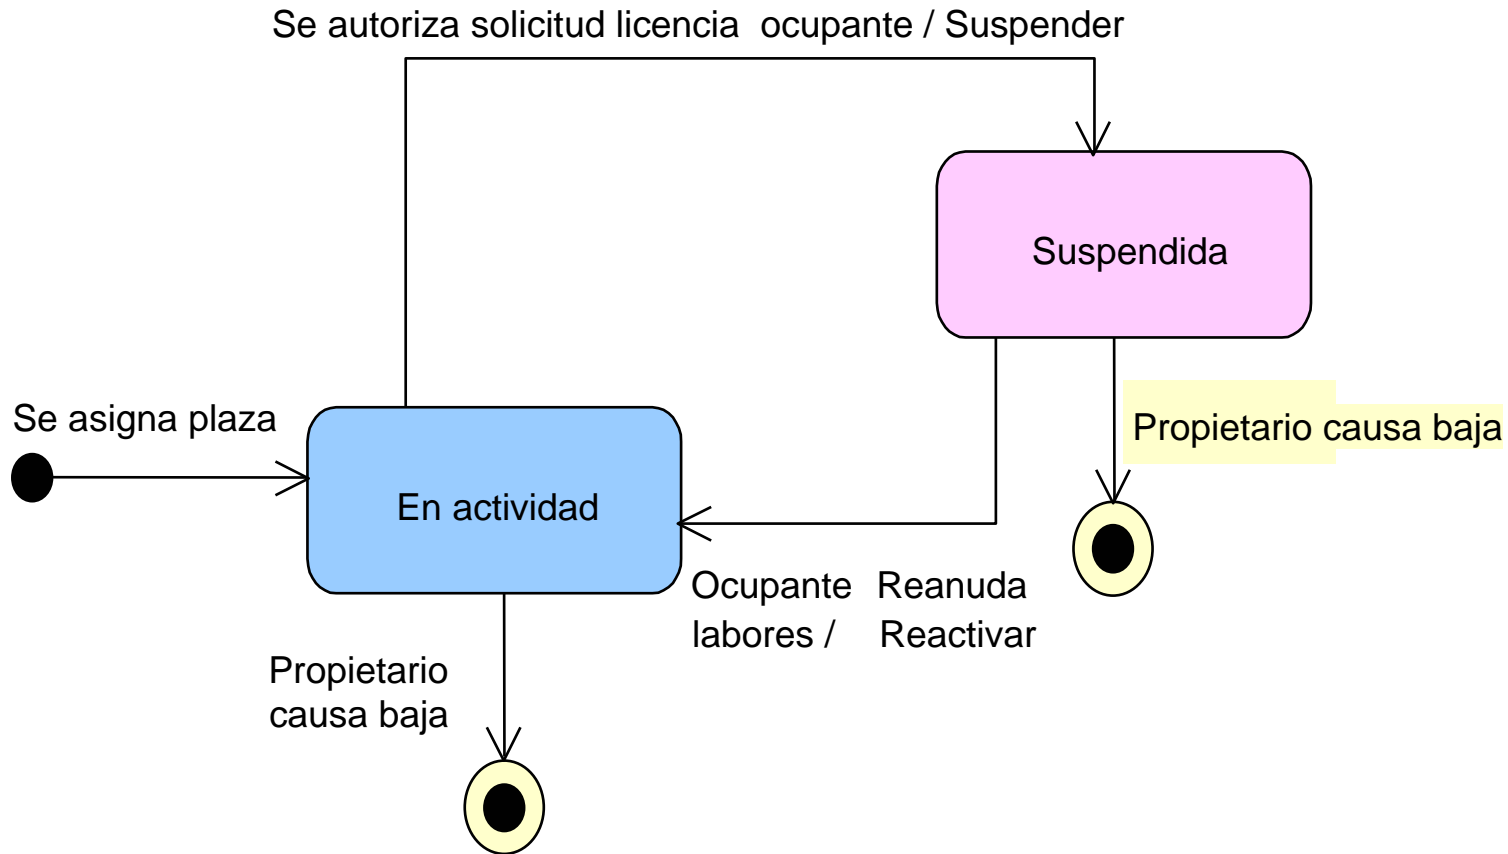 Se autoriza solicitud licencia ocupante / Suspender
Suspendida
Se asigna plaza
Propietario causa baja
En actividad
Ocupante Reanuda
labores / Reactivar
Propietario
causa baja